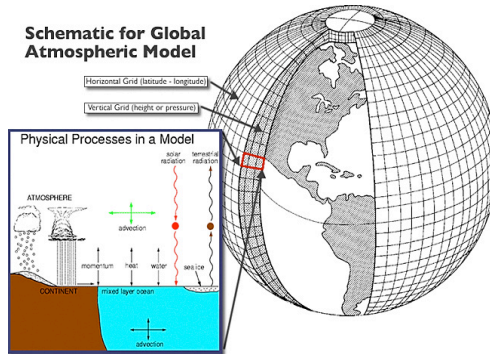 Schematic for Global
Atmospheric Model
Horizontal Grid (latitude - longitude)
Vertical Grid (height or pressure)
Physical Processes in a Model
solar
radiation
terrestrial
radiation
ATMOSPHERE
advection
momentum
heat
water
sea ice
CONTINENT
mixed layer ocean
advection